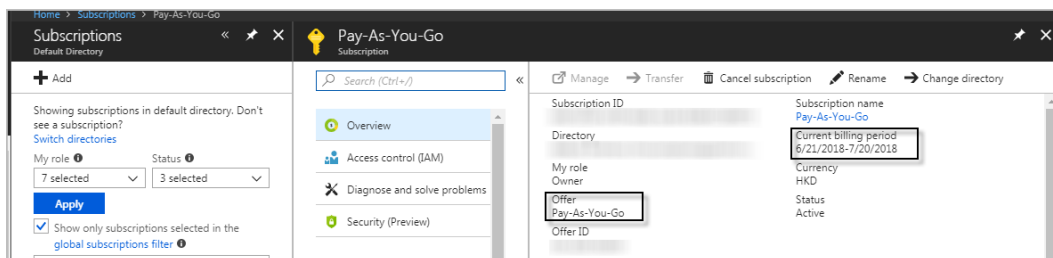 Home > Subscriptions > Pay-As-You-Go
Subscriptions
Default Directory
Add
Showing subscriptions in default directory. Don't
see a subscription?
Switch directories
My role Status
7 selected 3 selected
Apply
Show only subscriptions selected in the
global subscriptions filter
Pay-As-You-Go
Subscription
Search (Ctrl+/)
Overview
Access control (IAM)
Diagnose and solve problems
Security (Preview)
Manage Transfer Cancel subscription Rename Change directory
Subscription ID
Directory
My role
Owner
Offer
Pay-As-You-Go
Offer ID
Subscription name
Pay-As-You-Go
Current billing period
6/21/2018-7/20/2018
Currency
HKD
Status
Active